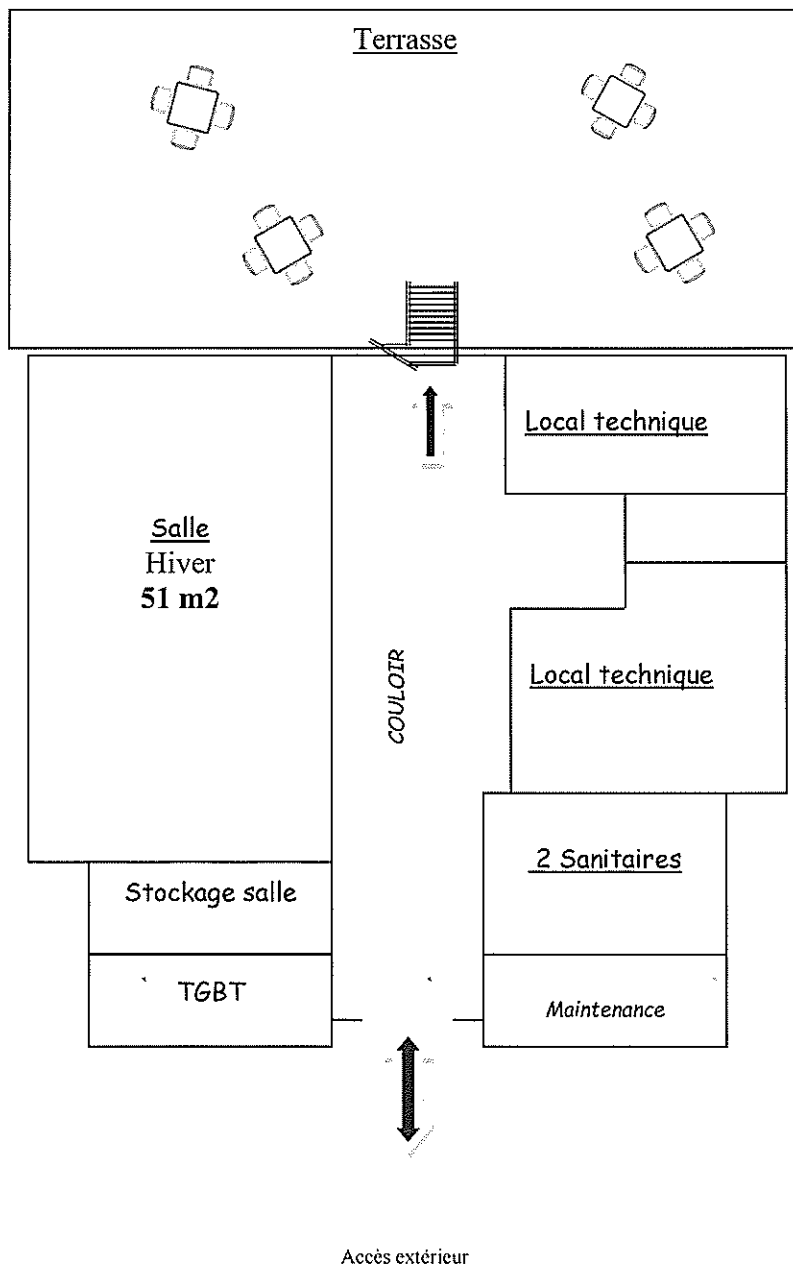 Terrasse
Local technique
Salle
Hiver
51 m2
COULOIR
Local technique
2 Sanitaires
Stockage salle
TGBT
Maintenance
Accès extérieur